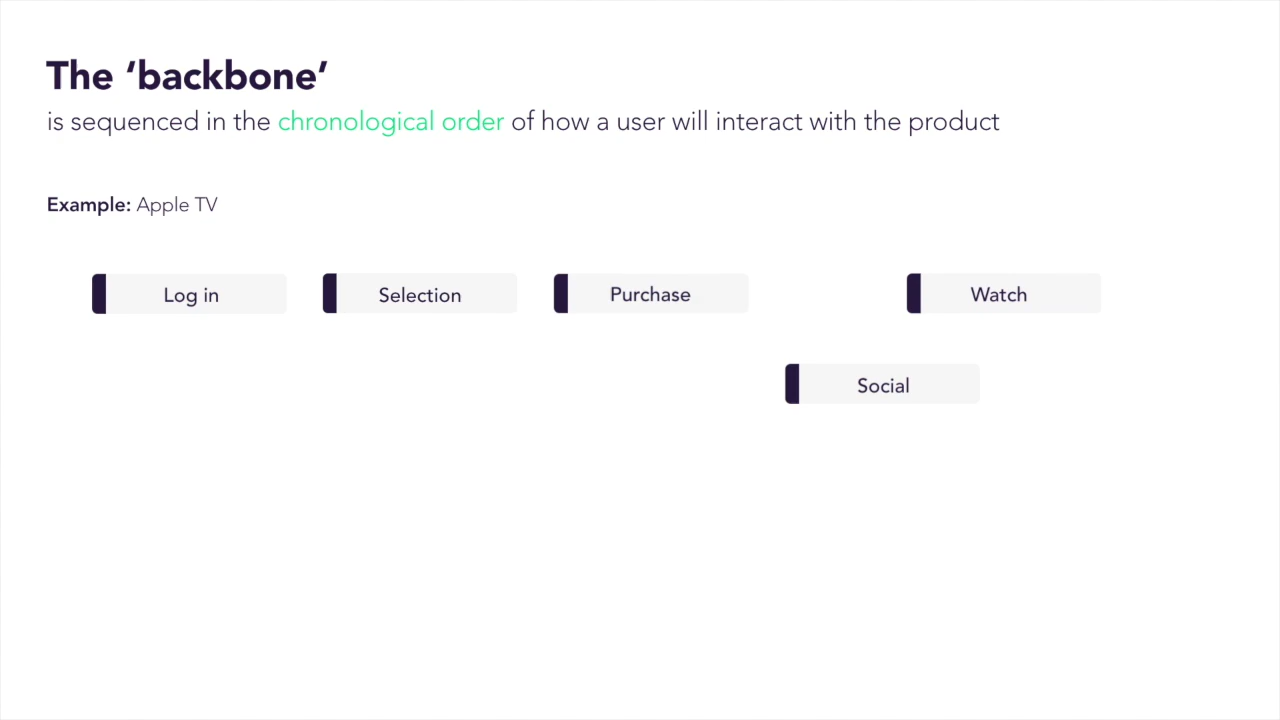 The ‘backbone’
is sequenced in the chronological order of how a user will interact with the product
Example: Apple TV
Log in
Selection
Purchase
Watch
Social